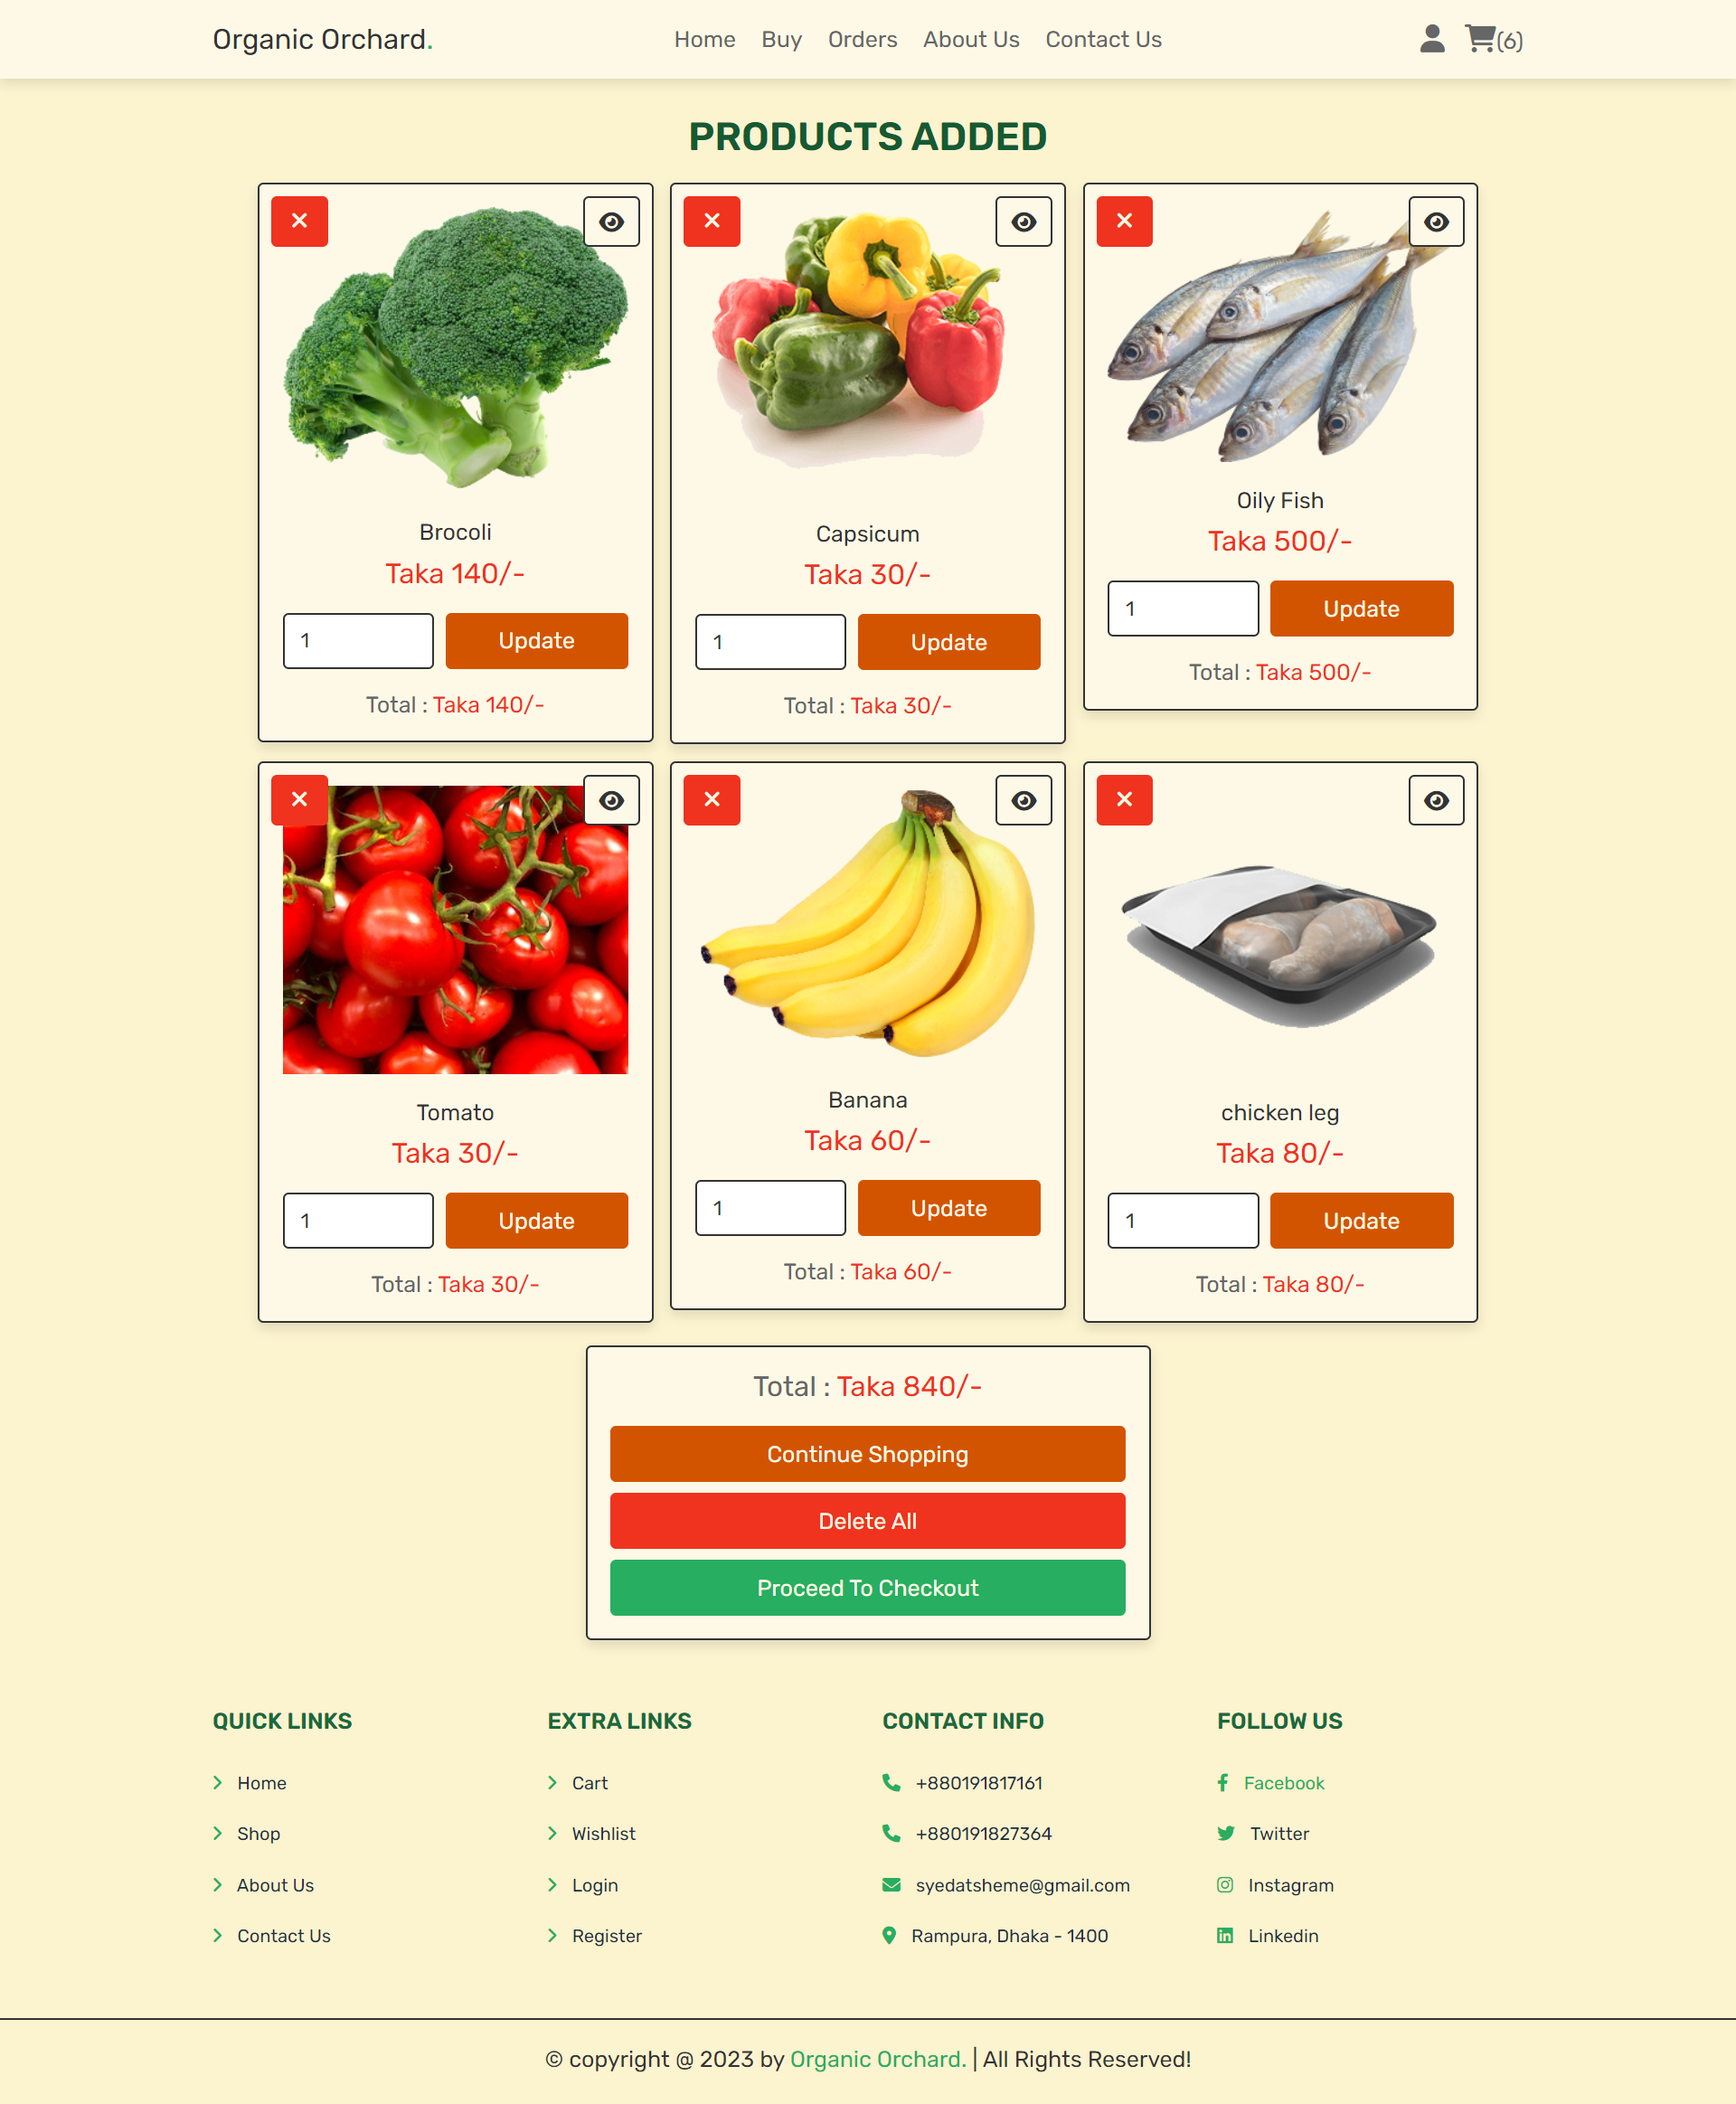 Organic Orchard.
Home Buy Orders About Us Contact Us
(6)
PRODUCTS ADDED
Brocoli
Taka 140/-
1 Update
Total : Taka 140/-
Capsicum
Taka 30/-
1 Update
Total : Taka 30/-
Oily Fish
Taka 500/-
1 Update
Total : Taka 500/-
Tomato
Taka 30/-
1 Update
Total : Taka 30/-
Banana
Taka 60/-
1 Update
Total : Taka 60/-
chicken leg
Taka 80/-
1 Update
Total : Taka 80/-
Total : Taka 840/-
Continue Shopping
Delete All
Proceed To Checkout
QUICK LINKS
Home
Shop
About Us
Contact Us
EXTRA LINKS
Cart
Wishlist
Login
Register
CONTACT INFO
+880191817161
+880191827364
syedatsheme@gmail.com
Rampura, Dhaka - 1400
FOLLOW US
Facebook
Twitter
Instagram
Linkedin
© copyright @ 2023 by Organic Orchard. | All Rights Reserved!